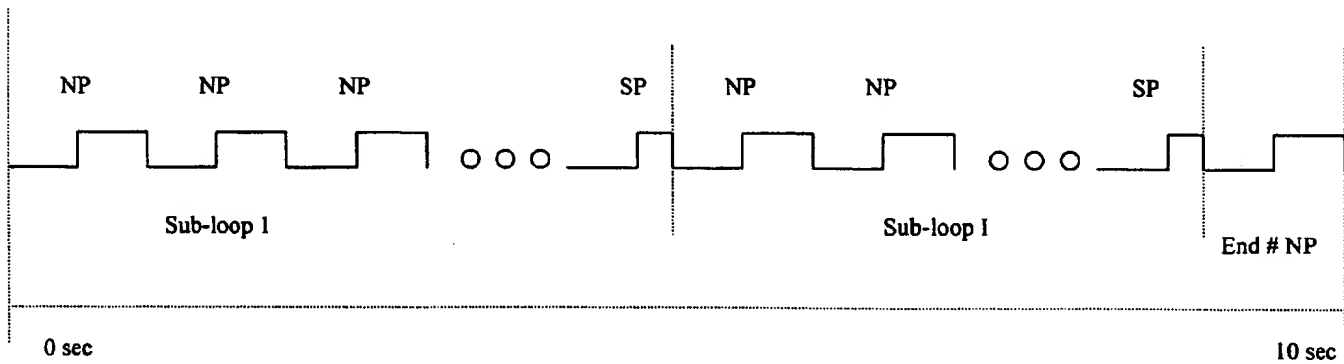 NP NP NP SP NP NP SP
Sub-loop 1 Sub-loop I End # NP
0 sec 10 sec